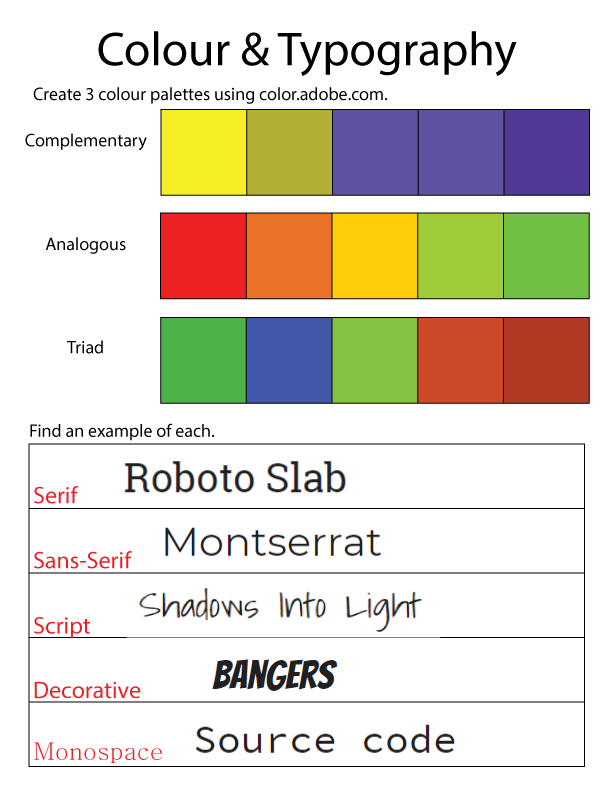 Colour & Typography
Create 3 colour palettes using color.adobe.com.
Complementary
Analogous
Triad
Find an example of each.
Serif Roboto Slab
Sans-Serif Montserrat
Script Shadows Into Light
Decorative BANGERS
Monospace Source code